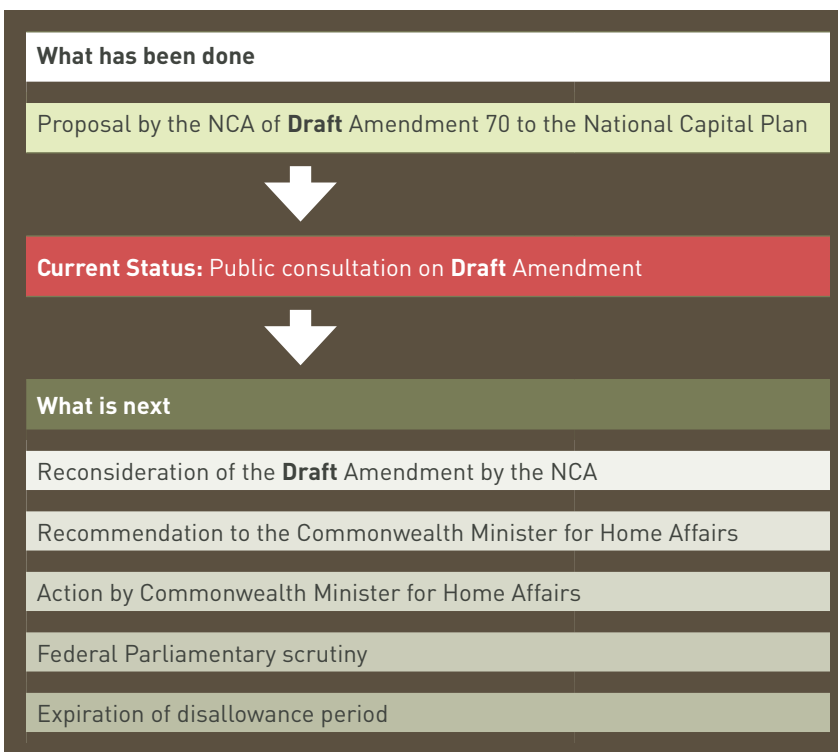 What has been done
Proposal by the NCA of Draft Amendment 70 to the National Capital Plan
Current Status: Public consultation on Draft Amendment
What is next
Reconsideration of the Draft Amendment by the NCA
Recommendation to the Commonwealth Minister for Home Affairs
Action by Commonwealth Minister for Home Affairs
Federal Parliamentary scrutiny
Expiration of disallowance period